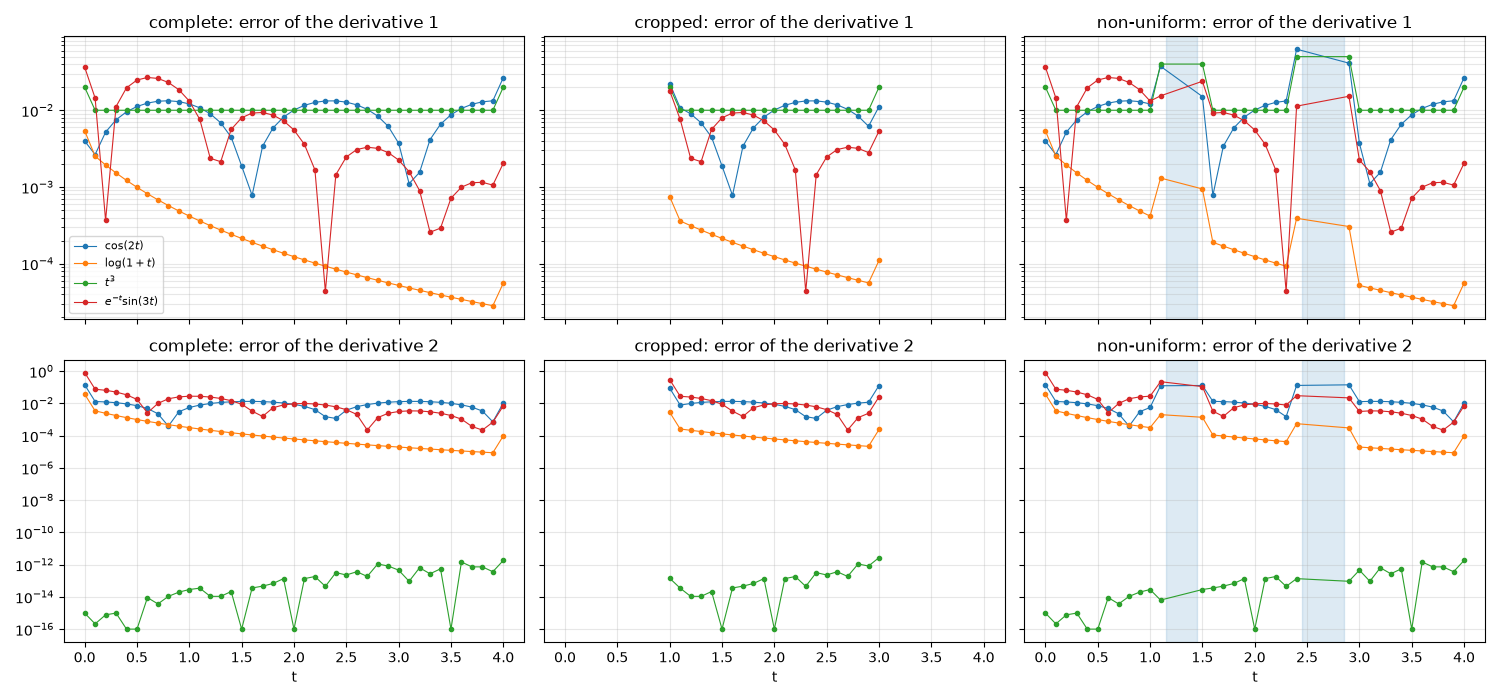 complete: error of the derivative 1
cropped: error of the derivative 1
non-uniform: error of the derivative 1
10⁻²
10⁻³
10⁻⁴
cos(2t)
log(1 + t)
t³
e⁻ᵗsin(3t)
complete: error of the derivative 2
cropped: error of the derivative 2
non-uniform: error of the derivative 2
10⁰
10⁻²
10⁻⁴
10⁻⁶
10⁻⁸
10⁻¹⁰
10⁻¹²
10⁻¹⁴
10⁻¹⁶
0.0 0.5 1.0 1.5 2.0 2.5 3.0 3.5 4.0
0.0 0.5 1.0 1.5 2.0 2.5 3.0 3.5 4.0
0.0 0.5 1.0 1.5 2.0 2.5 3.0 3.5 4.0
t
t
t